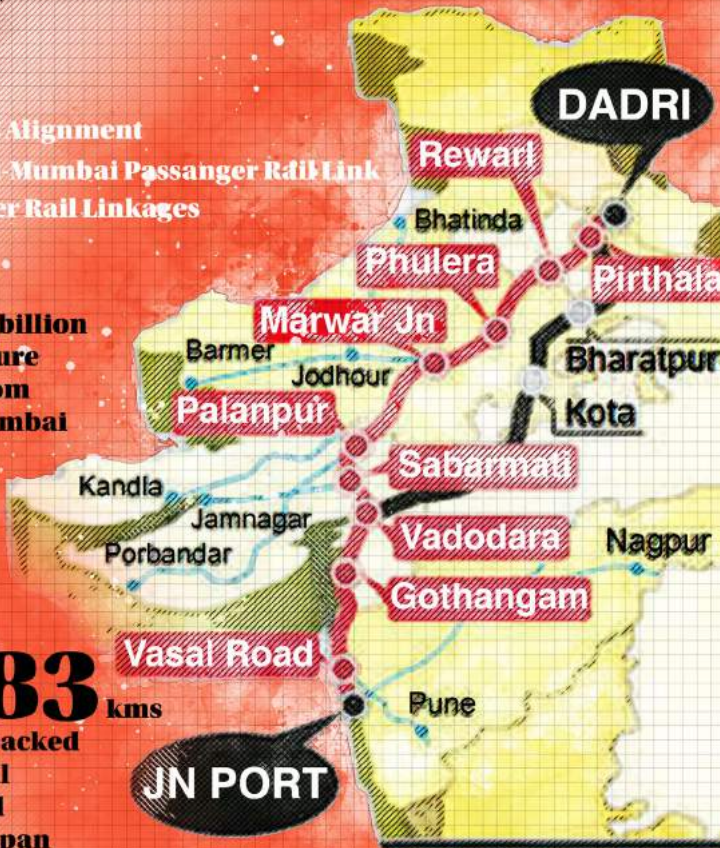 DADRI
Alignment
Rewari
- Mumbai Passanger Rail Link
er Rail Linkages
Bhatinda
Phulera
Pirthala
Marwar Jn
billion
ure
om
mbai
Barmer
Jodhour
Bharatpur
Palanpur
Kota
Sabarmati
Kandla
Jamnagar
Vadodara
Nagpur
Porbandar
Gothangam
Vasal Road
83 kms
Pune
acked
l
l
pan
JN PORT